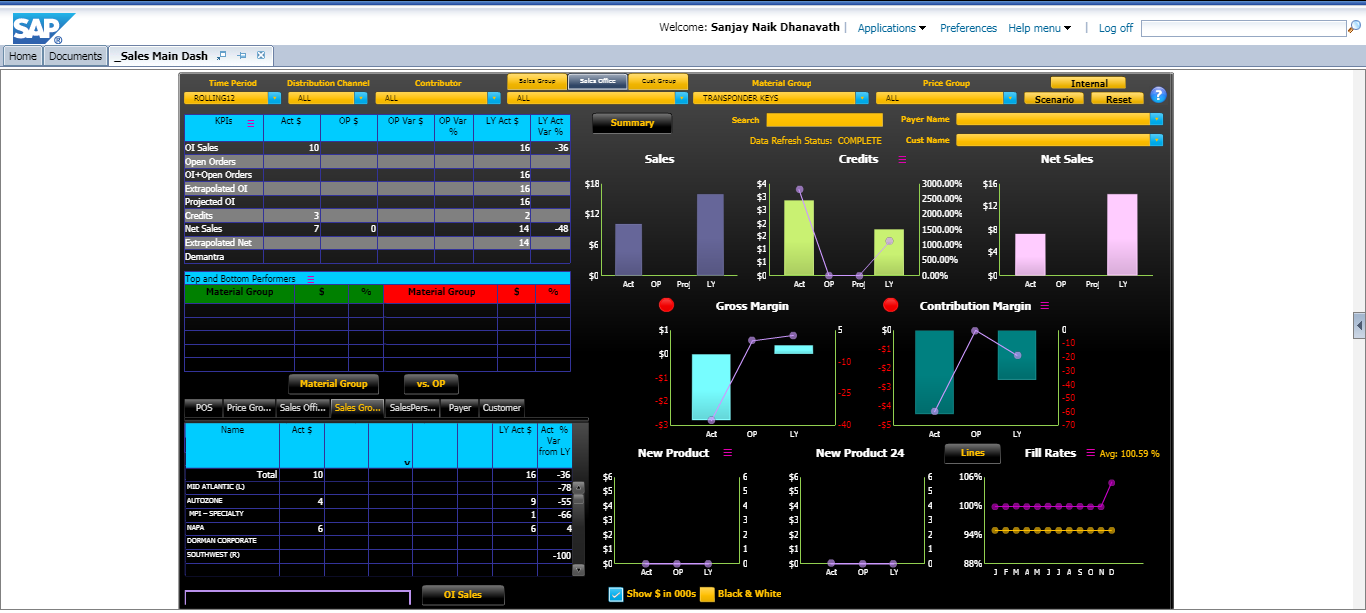 SAP ®
Welcome: Sanjay Naik Dhanavath | Applications Preferences Help menu | Log off
Home Documents _Sales Main Dash
Time Period Distribution Channel Contributor Sales Group Sales Office Cust Group Material Group Price Group Internal
ROLLING12 ALL ALL ALL TRANSPONDER KEYS ALL Scenario Reset ?
KPIs Act $ OP $ OP Var $ OP Var % LY Act $ LY Act Var %
OI Sales 10 16 -36
Open Orders
OI+Open Orders 16
Extrapolated OI 16
Projected OI 16
Credits 3 2
Net Sales 7 0 14 -48
Extrapolated Net 14
Demantra
Summary Search Payer Name
Data Refresh Status: COMPLETE Cust Name
Sales
$18
$12
$6
$0
Act OP Proj LY
Credits
$4 3000.00%
$3 2500.00%
$3 2000.00%
$2 1500.00%
$2 1000.00%
$1 500.00%
$1 0.00%
$0
Act OP Proj LY
Net Sales
$16
$12
$8
$4
$0
Act OP Proj LY
Top and Bottom Performers
Material Group $ % Material Group $ %
Material Group vs. OP
Gross Margin
$1 5
$0 -10
-$1 -25
-$2 -40
-$3
Act OP LY
Contribution Margin
$0 0
-$1 -10
-$2 -20
-$3 -30
-$4 -40
-$5 -50
-60
-70
Act OP LY
POS Price Gro... Sales Offi... Sales Gro... SalesPers... Payer Customer
Name Act $ v LY Act $ Act % Var from LY
Total 10 16 -36
MID ATLANTIC (L) -78
AUTOZONE 4 9 -55
MPI - SPECIALTY 1 -66
NAPA 6 6 4
DORMAN CORPORATE
SOUTHWEST (R) -100
OI Sales
New Product
$6 6
$5 5
$4 4
$3 3
$2 2
$1 1
$0 0
Act OP LY
New Product 24
$6 6
$5 5
$4 4
$3 3
$2 2
$1 1
$0 0
Act OP LY
Lines Fill Rates Avg: 100.59 %
106%
100%
94%
88%
J F M A M J J A S O N D
Show $ in 000s Black & White